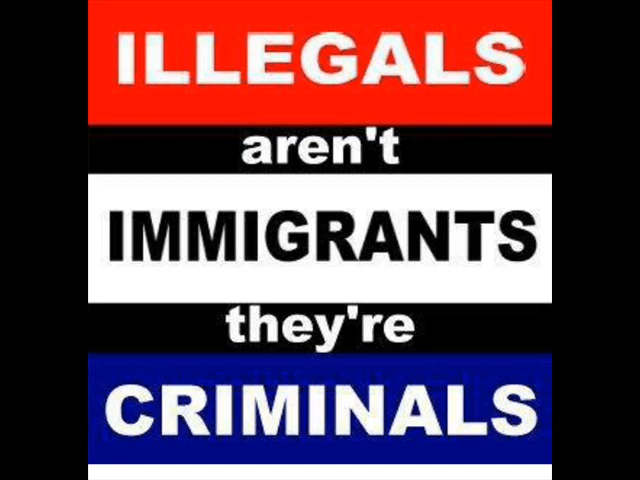 ILLEGALS
aren't
IMMIGRANTS
they're
CRIMINALS